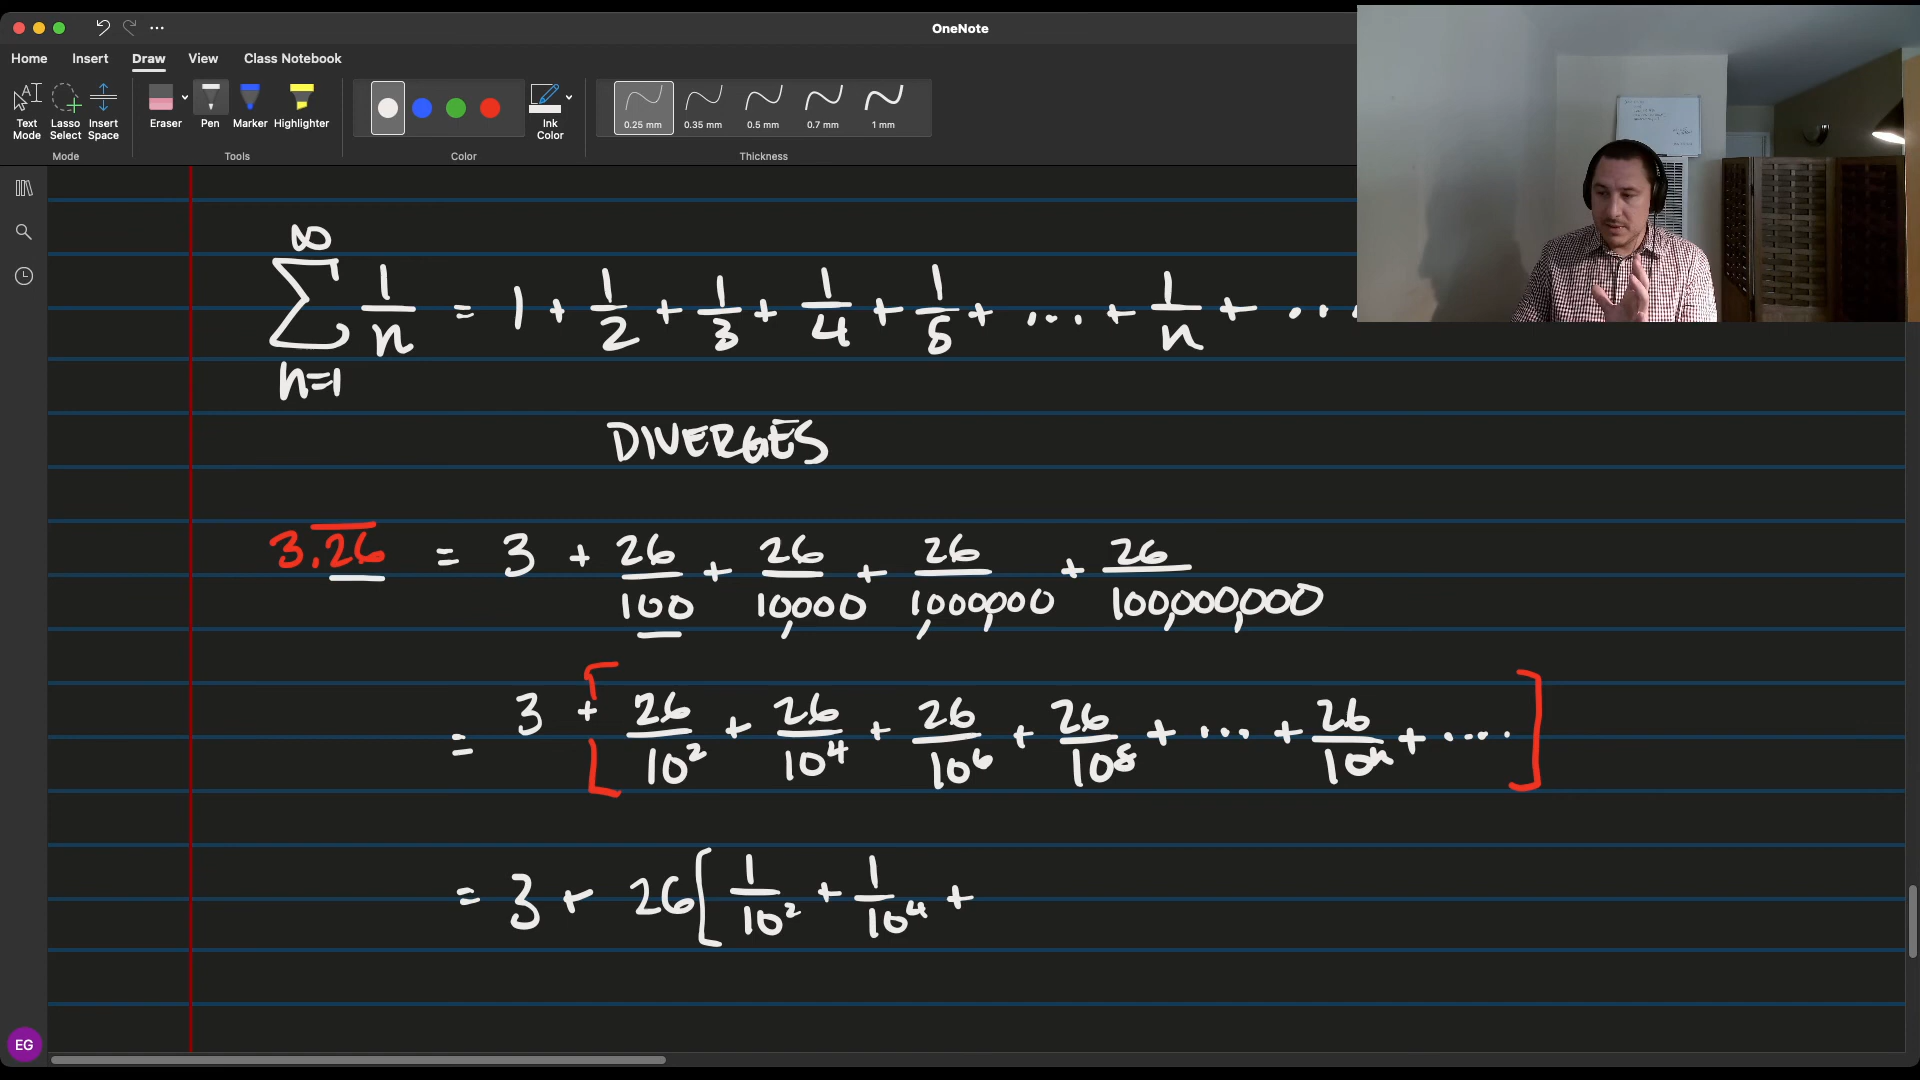 OneNote
Home Insert Draw View Class Notebook
Text Mode Lasso Select Insert Space Eraser Pen Marker Highlighter Ink Color 0.25 mm 0.35 mm 0.5 mm 0.7 mm 1 mm
Mode Tools Color Thickness
∞
∑ 1/n = 1 + 1/2 + 1/3 + 1/4 + 1/5 + ... + 1/n + ...
n=1
DIVERGES
3.26̅ = 3 + 26/100 + 26/10,000 + 26/1,000,000 + 26/100,000,000
= 3 + [26/10² + 26/10⁴ + 26/10⁶ + 26/10⁸ + ... + 26/10ⁿ + ....]
= 3 + 26[1/10² + 1/10⁴ +
EG